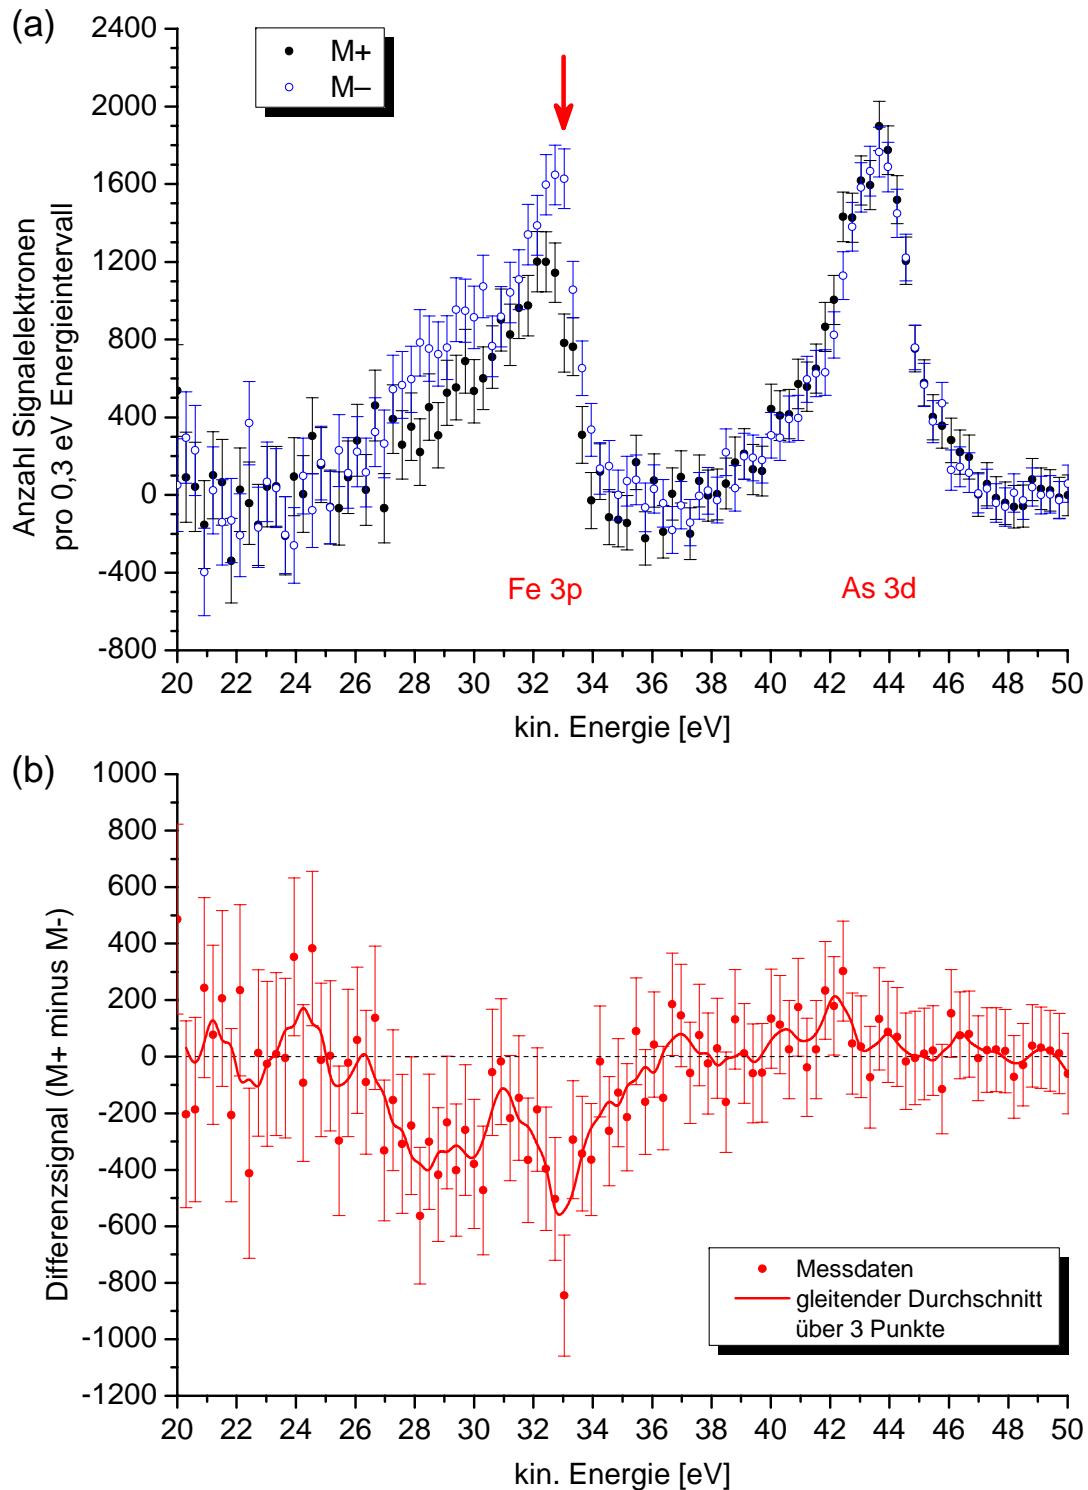 (a)
2400
2000
1600
1200
800
400
0
-400
-800
Anzahl Signalelektronen
pro 0,3 eV Energieintervall
M+
M−
Fe 3p
As 3d
20 22 24 26 28 30 32 34 36 38 40 42 44 46 48 50
kin. Energie [eV]
(b)
1000
800
600
400
200
0
-200
-400
-600
-800
-1000
-1200
Differenzsignal (M+ minus M-)
Messdaten
gleitender Durchschnitt
über 3 Punkte
20 22 24 26 28 30 32 34 36 38 40 42 44 46 48 50
kin. Energie [eV]